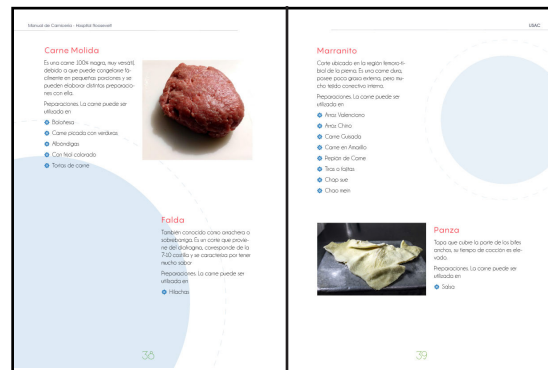 Manual de Carnicería - Hospital Roosevelt
Carne Molida
Es una carne 100% magra, muy versátil
debido a que puede congelarse fá-
cilmente en pequeñas porciones y se
pueden elaborar distintas preparacio-
nes con ella.
Preparaciones: La carne puede ser
utilizada en
Boloñesa
Carne picada con verduras
Albóndigas
Con frijol colorado
Tortas de carne
Falda
También conocido como arrachera o
sobrebarriga. Es un corte que provie-
ne del diafragma, corresponde de la
7-10 costilla y se caracteriza por tener
mucho sabor
Preparaciones: La carne puede ser
utilizada en
Hilachas
38
USAC
Marranito
Corte ubicado en la región femoro-ti-
bial de la pierna. Es una carne dura,
posee poca grasa externa, pero mu-
cho tejido conectivo interno.
Preparaciones: La carne puede ser
utilizada en
Arroz Valenciano
Arroz Chino
Carne Guisada
Carne en Amarillo
Pepián de Carne
Tiras o fajitas
Chap sue
Chao mein
Panza
Tapa que cubre la parte de los bifes
anchos, su tiempo de cocción es ele-
vado.
Preparaciones: La carne puede ser
utilizada en
Salsa
39